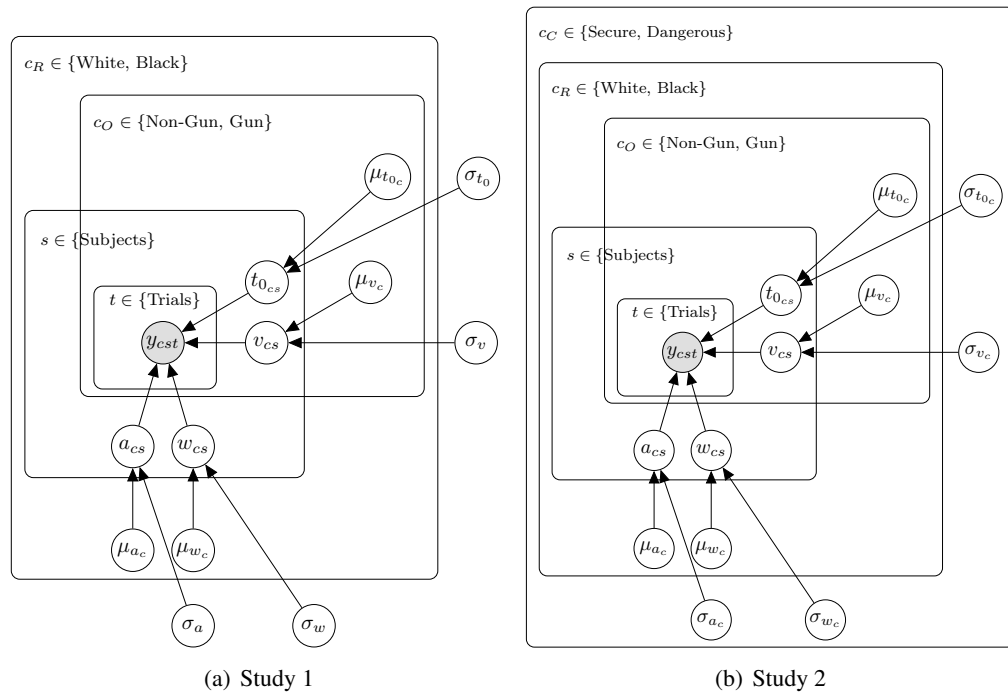 c_R ∈ {White, Black}
c_O ∈ {Non-Gun, Gun}
μ_{t_{0_c}}
σ_{t_0}
s ∈ {Subjects}
t_{0_{cs}}
μ_{v_c}
t ∈ {Trials}
y_{cst}
v_{cs}
σ_v
a_{cs}
w_{cs}
μ_{a_c}
μ_{w_c}
σ_a
σ_w
(a) Study 1
c_C ∈ {Secure, Dangerous}
c_R ∈ {White, Black}
c_O ∈ {Non-Gun, Gun}
μ_{t_{0_c}}
σ_{t_{0_c}}
s ∈ {Subjects}
t_{0_{cs}}
μ_{v_c}
t ∈ {Trials}
y_{cst}
v_{cs}
σ_{v_c}
a_{cs}
w_{cs}
μ_{a_c}
μ_{w_c}
σ_{a_c}
σ_{w_c}
(b) Study 2